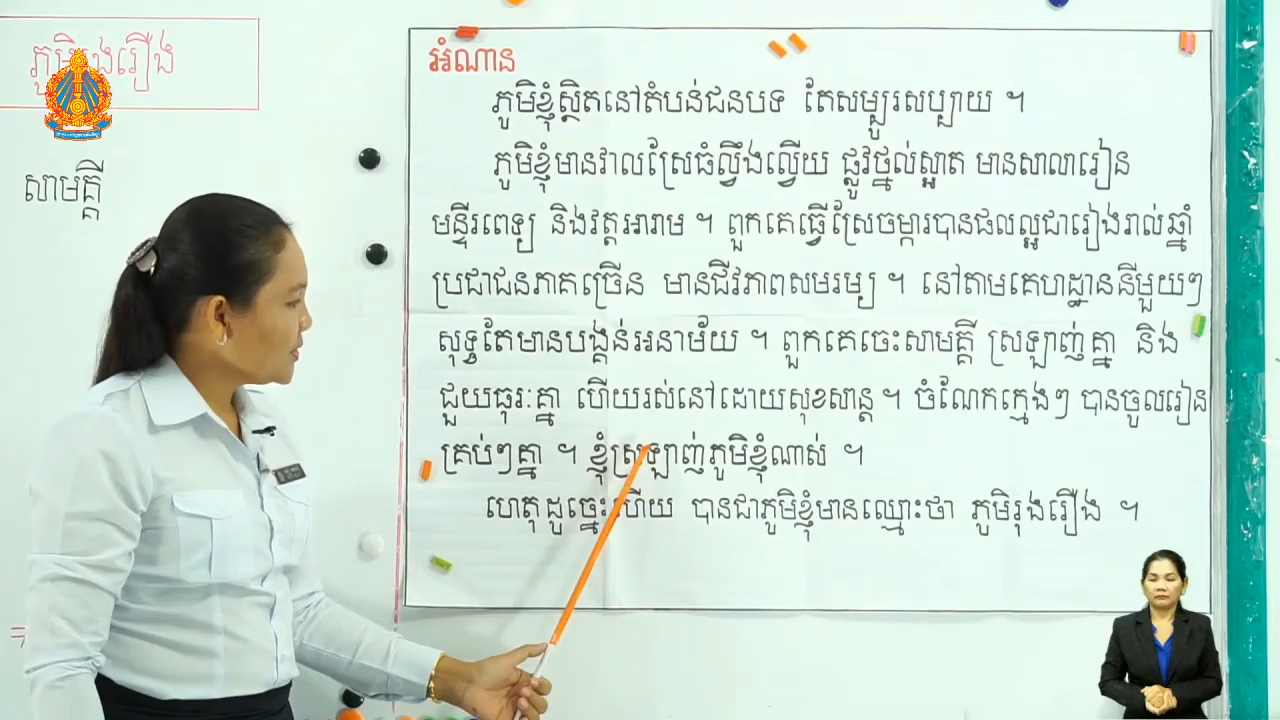 ភូមិរុងរឿង
សាមគ្គី
អំណាន
ភូមិខ្ញុំស្ថិតនៅតំបន់ជនបទ តែសម្បូរសប្បាយ ។
ភូមិខ្ញុំមានវាលស្រែធំល្វឹងល្វើយ ផ្លូវថ្នល់ស្អាត មានសាលារៀន
មន្ទីរពេទ្យ និងវត្តអារាម ។ ពួកគេធ្វើស្រែចម្ការបានផលល្អជារៀងរាល់ឆ្នាំ
ប្រជាជនភាគច្រើន មានជីវភាពសមរម្យ ។ នៅតាមគេហដ្ឋាននីមួយៗ
សុទ្ធតែមានបង្គន់អនាម័យ ។ ពួកគេចេះសាមគ្គី ស្រឡាញ់គ្នា និង
ជួយធុរៈគ្នា ហើយរស់នៅដោយសុខសាន្ត ។ ចំណែកក្មេងៗ បានចូលរៀន
គ្រប់ៗគ្នា ។ ខ្ញុំស្រឡាញ់ភូមិខ្ញុំណាស់ ។
ហេតុដូច្នេះហើយ បានជាភូមិខ្ញុំមានឈ្មោះថា ភូមិរុងរឿង ។